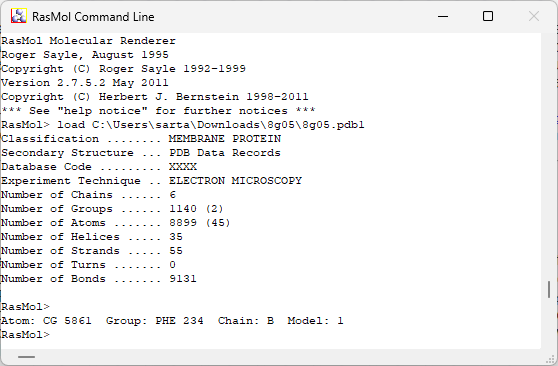 RasMol Command Line
RasMol Molecular Renderer
Roger Sayle, August 1995
Copyright (C) Roger Sayle 1992-1999
Version 2.7.5.2 May 2011
Copyright (C) Herbert J. Bernstein 1998-2011
*** See "help notice" for further notices ***
RasMol> load C:\Users\sarta\Downloads\8g05\8g05.pdb1
Classification ........ MEMBRANE PROTEIN
Secondary Structure ... PDB Data Records
Database Code ......... XXXX
Experiment Technique .. ELECTRON MICROSCOPY
Number of Chains ...... 6
Number of Groups ...... 1140 (2)
Number of Atoms ....... 8899 (45)
Number of Helices ..... 35
Number of Strands ..... 55
Number of Turns ....... 0
Number of Bonds ....... 9131
RasMol>
Atom: CG 5861  Group: PHE 234  Chain: B  Model: 1
RasMol>